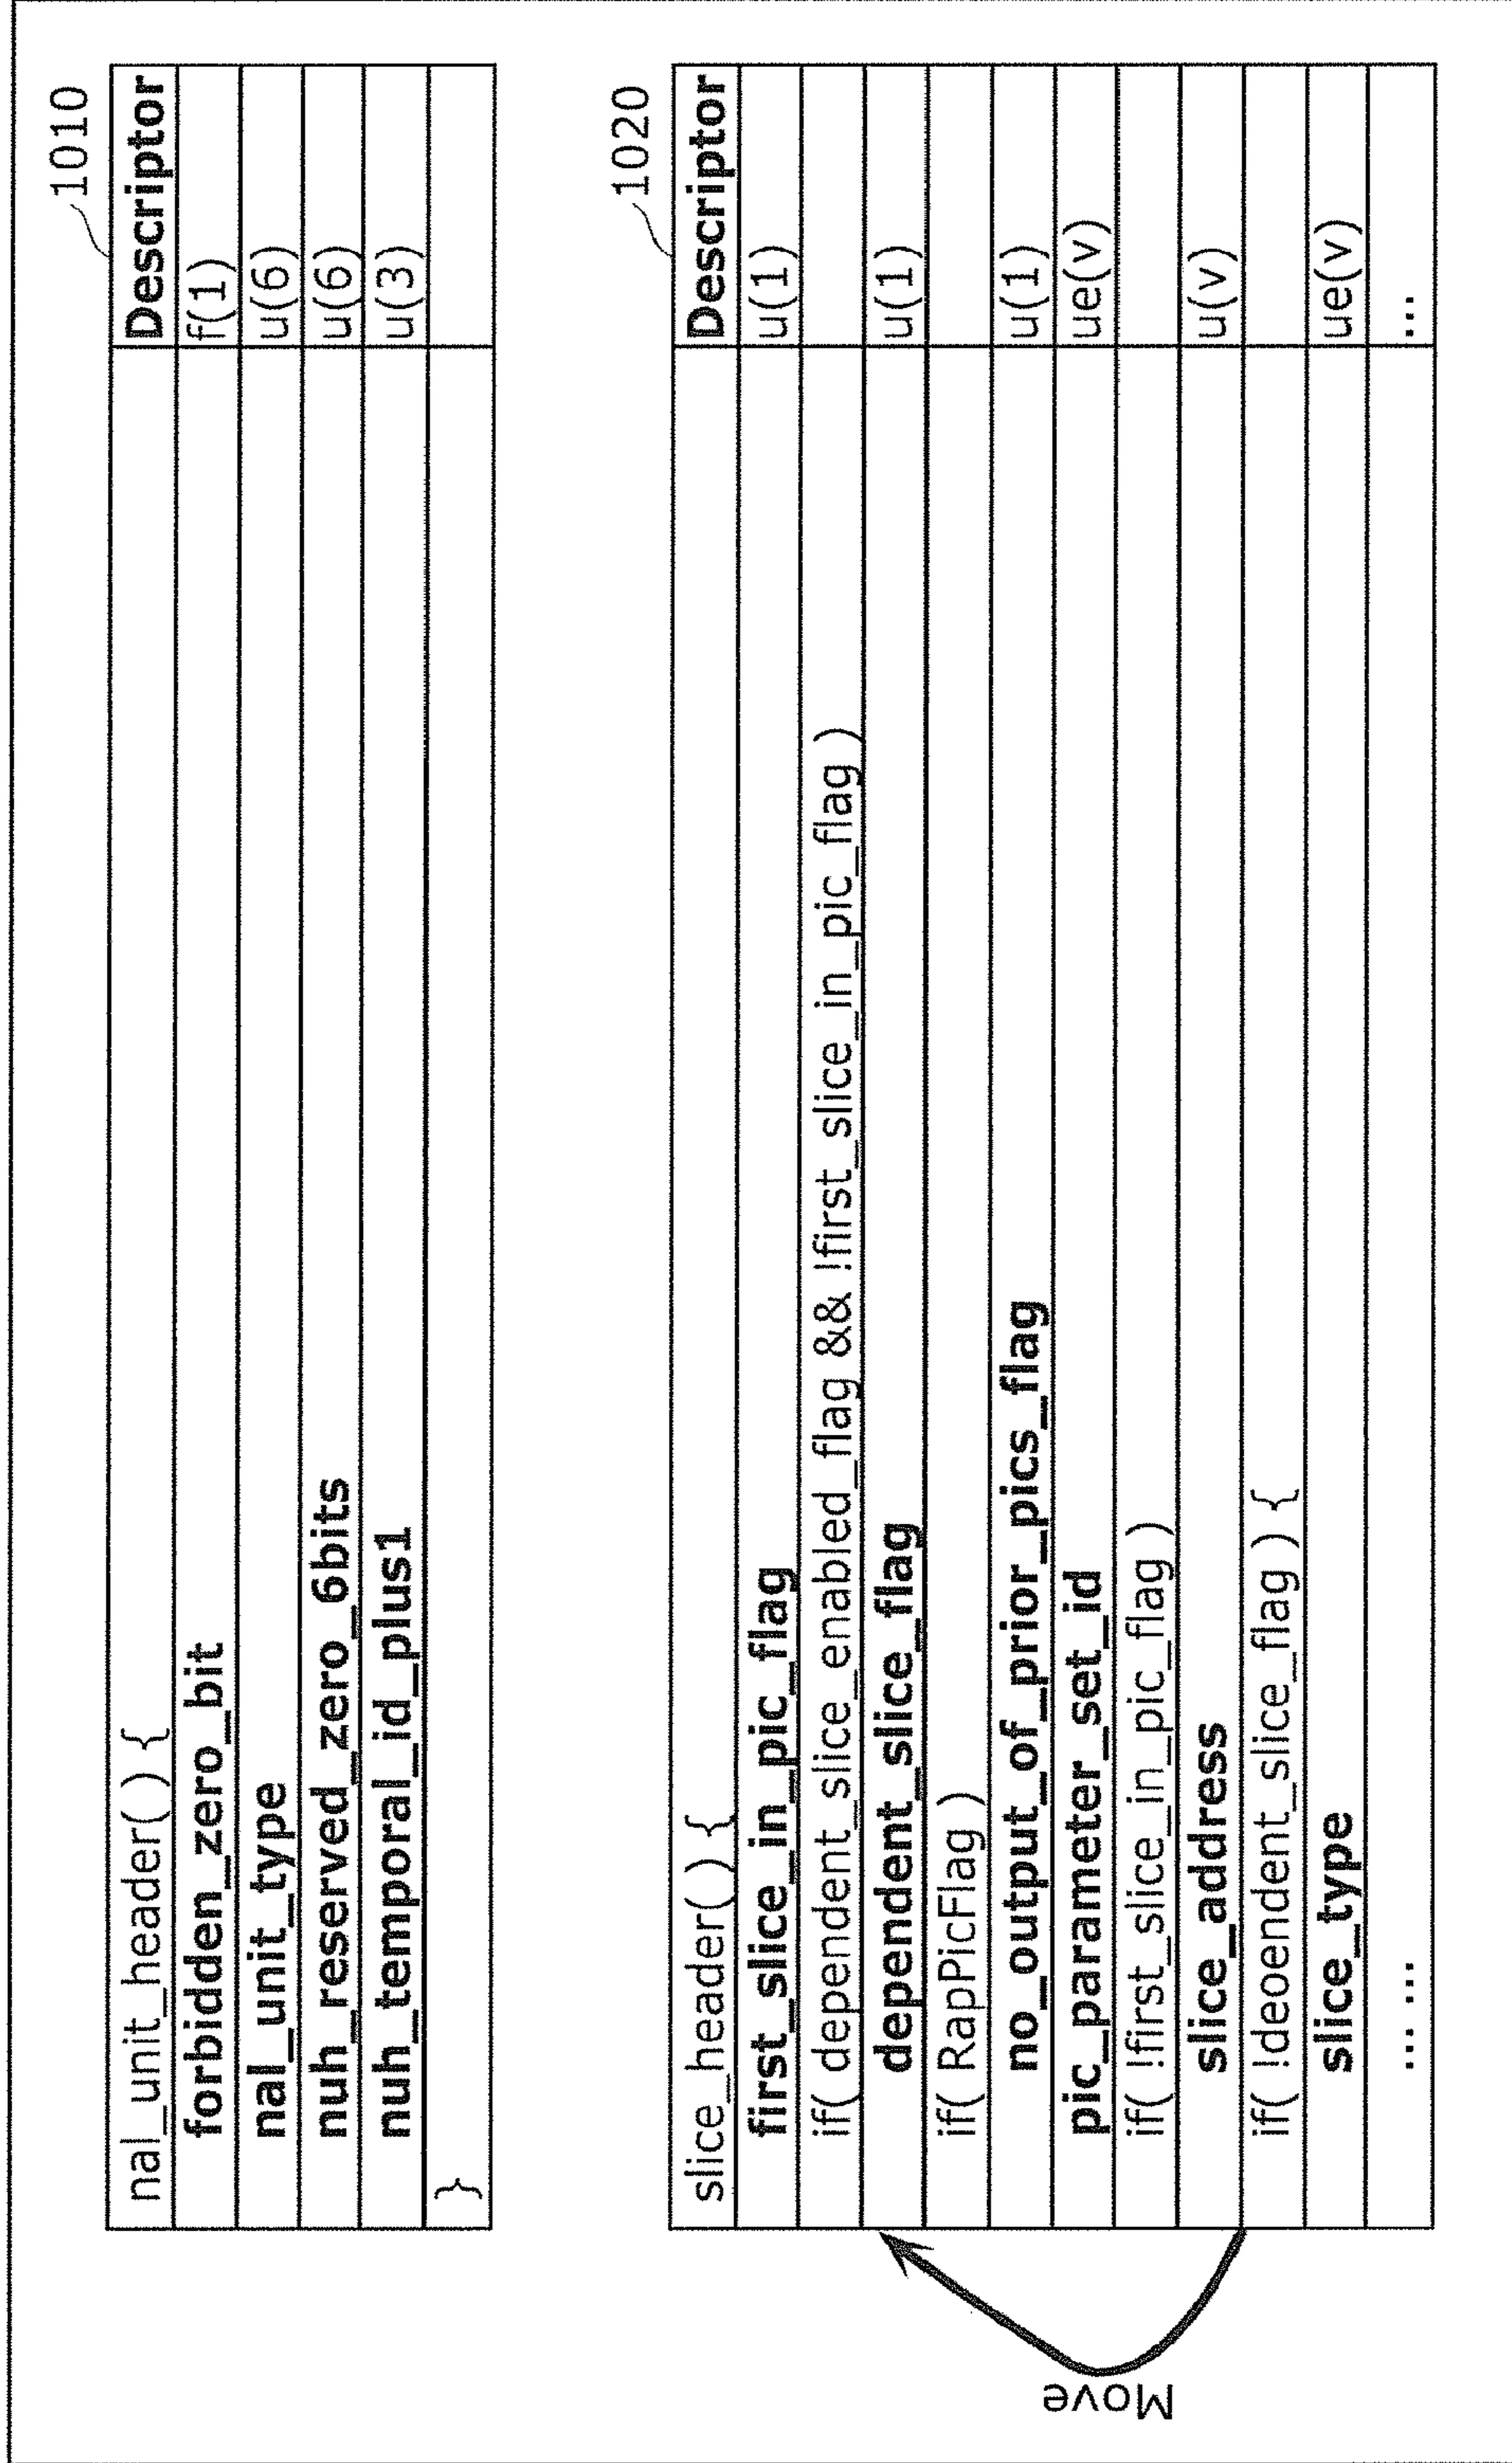 1010
nal_unit_header( ) { Descriptor
forbidden_zero_bit f(1)
nal_unit_type u(6)
nuh_reserved_zero_6bits u(6)
nuh_temporal_id_plus1 u(3)
}
1020
slice_header( ) { Descriptor
first_slice_in_pic_flag u(1)
if( dependent_slice_enabled_flag && !first_slice_in_pic_flag )
dependent_slice_flag u(1)
if( RapPicFlag )
no_output_of_prior_pics_flag u(1)
pic_parameter_set_id ue(v)
if( !first_slice_in_pic_flag )
slice_address u(v)
if( !deoendent_slice_flag ) {
slice_type ue(v)
... ... ...
Move